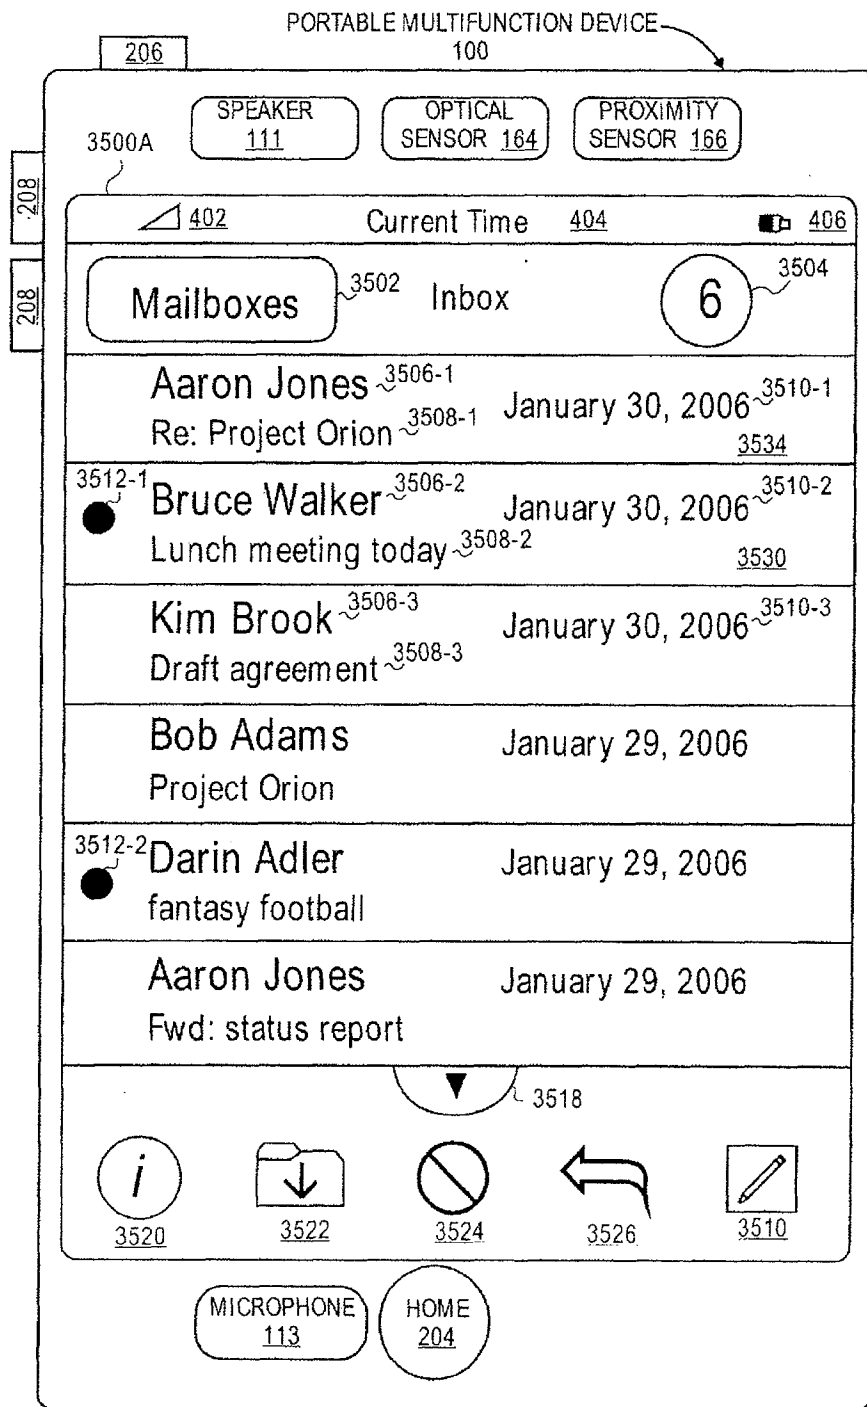 PORTABLE MULTIFUNCTION DEVICE
100
206
SPEAKER
111
OPTICAL
SENSOR 164
PROXIMITY
SENSOR 166
3500A
208
208
402
Current Time
404
406
Mailboxes
3502
Inbox
6
3504
Aaron Jones 3506-1
January 30, 2006 3510-1
Re: Project Orion 3508-1
3534
3512-1
Bruce Walker 3506-2
January 30, 2006 3510-2
Lunch meeting today 3508-2
3530
Kim Brook 3506-3
January 30, 2006 3510-3
Draft agreement 3508-3
Bob Adams
January 29, 2006
Project Orion
3512-2
Darin Adler
January 29, 2006
fantasy football
Aaron Jones
January 29, 2006
Fwd: status report
3518
i
3520
3522
3524
3526
3510
MICROPHONE
113
HOME
204